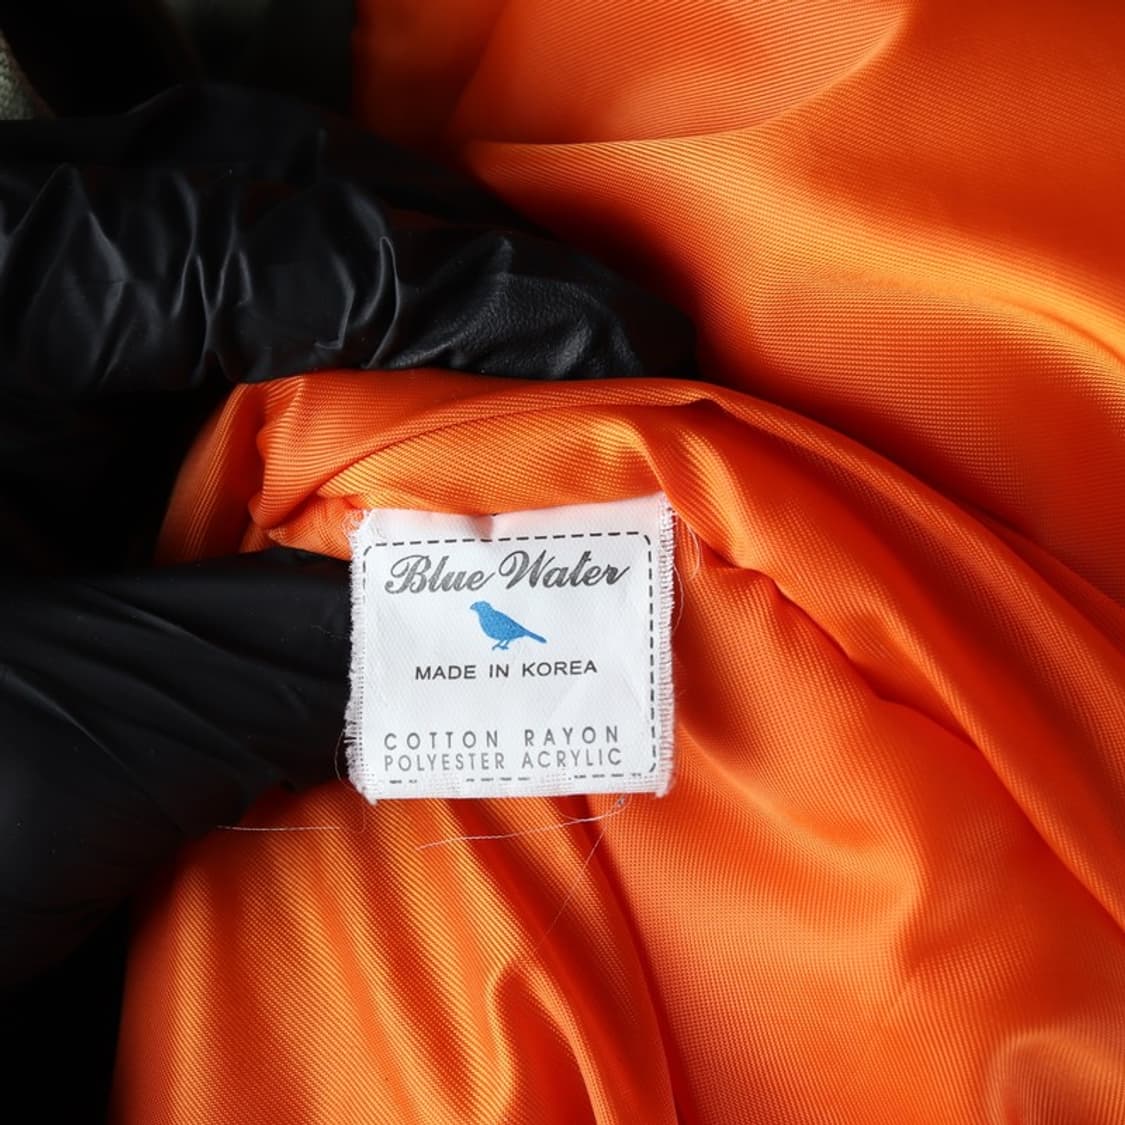 Blue Water
MADE IN KOREA
COTTON RAYON
POLYESTER ACRYLIC